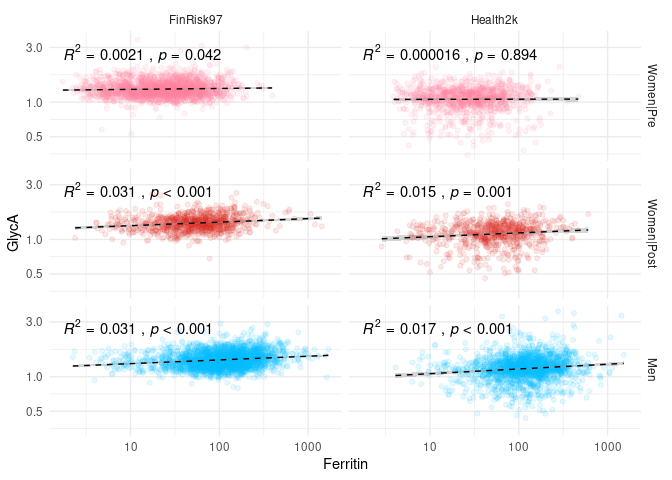 FinRisk97 Health2k
3.0 R² = 0.0021 , p = 0.042 R² = 0.000016 , p = 0.894 Women|Pre
1.0
0.5
3.0 R² = 0.031 , p < 0.001 R² = 0.015 , p = 0.001 Women|Post
1.0
0.5
3.0 R² = 0.031 , p < 0.001 R² = 0.017 , p < 0.001 Men
1.0
0.5
GlycA
10 100 1000 10 100 1000
Ferritin